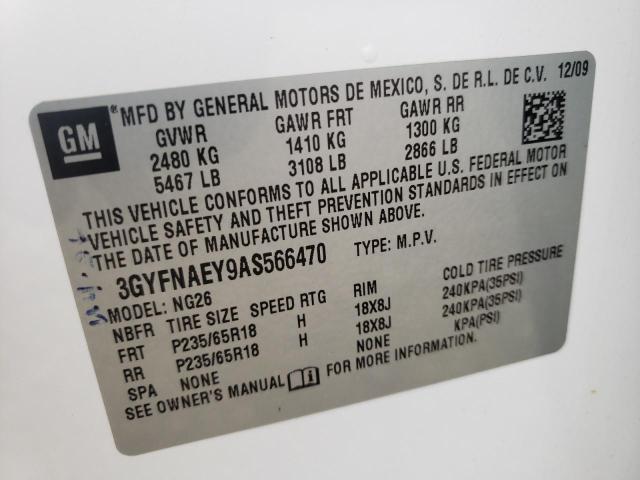 GM
MFD BY GENERAL MOTORS DE MEXICO, S. DE R.L. DE C.V. 12/09
GVWR GAWR FRT GAWR RR
2480 KG 1410 KG 1300 KG
5467 LB 3108 LB 2866 LB
THIS VEHICLE CONFORMS TO ALL APPLICABLE U.S. FEDERAL MOTOR
VEHICLE SAFETY AND THEFT PREVENTION STANDARDS IN EFFECT ON
THE DATE OF MANUFACTURE SHOWN ABOVE.
3GYFNAEY9AS566470 TYPE: M.P.V.
MODEL: NG26
NBFR TIRE SIZE SPEED RTG RIM COLD TIRE PRESSURE
FRT P235/65R18 H 18X8J 240KPA(35PSI)
RR P235/65R18 H 18X8J 240KPA(35PSI)
SPA NONE NONE KPA(PSI)
SEE OWNER'S MANUAL FOR MORE INFORMATION.